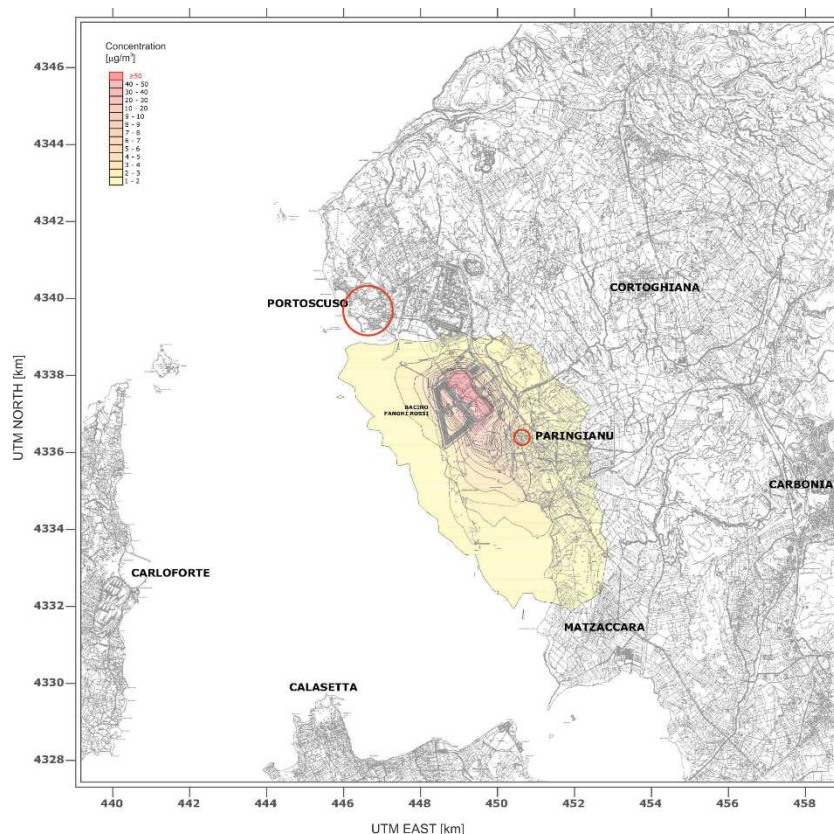 Concentration
[µg/m³]
≥50
40 - 50
30 - 40
20 - 30
10 - 20
9 - 10
8 - 9
7 - 8
6 - 7
5 - 6
4 - 5
3 - 4
2 - 3
1 - 2
4346
4344
4342
4340
4338
4336
4334
4332
4330
4328
UTM NORTH [km]
PORTOSCUSO
CORTOGHIANA
BACINO
FANGHI ROSSI
PARINGIANU
CARBONIA
CARLOFORTE
MATZACCARA
CALASETTA
440 442 444 446 448 450 452 454 456 458
UTM EAST [km]